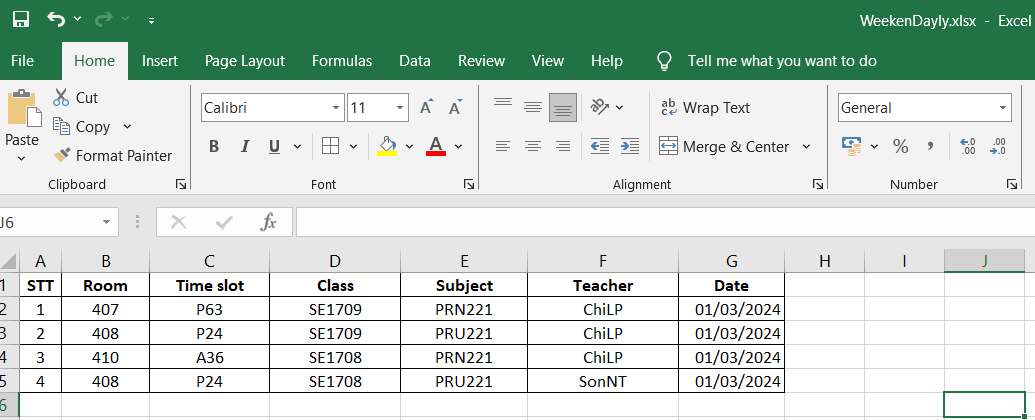 WeekenDayly.xlsx - Excel
File Home Insert Page Layout Formulas Data Review View Help Tell me what you want to do
Paste
Cut
Copy
Format Painter
Clipboard
Calibri 11 A A
B I U A
Font
ab Wrap Text
Merge & Center
Alignment
General
% , .00 .00
Number
J6 fx
A B C D E F G H I J
1 STT Room Time slot Class Subject Teacher Date
2 1 407 P63 SE1709 PRN221 ChiLP 01/03/2024
3 2 408 P24 SE1709 PRU221 ChiLP 01/03/2024
4 3 410 A36 SE1708 PRN221 ChiLP 01/03/2024
5 4 408 P24 SE1708 PRU221 SonNT 01/03/2024
6